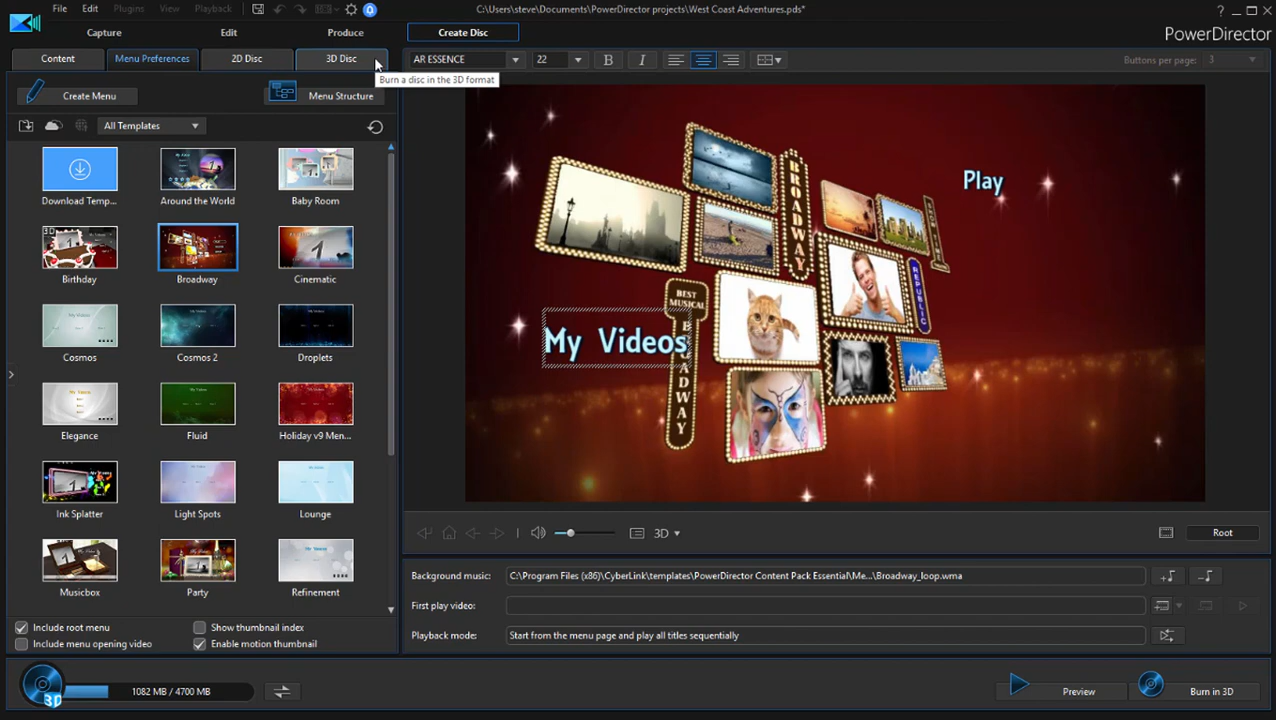 File Edit Plugins View Playback C:\Users\steve\Documents\PowerDirector projects\West Coast Adventures.pds*
Capture Edit Produce Create Disc PowerDirector
Content Menu Preferences 2D Disc 3D Disc AR ESSENCE 22 B I Buttons per page: 3
Burn a disc in the 3D format
Create Menu Menu Structure
All Templates
Download Temp... Around the World Baby Room
Birthday Broadway Cinematic
Cosmos Cosmos 2 Droplets
Elegance Fluid Holiday v9 Men...
Ink Splatter Light Spots Lounge
Musicbox Party Refinement
Include root menu Show thumbnail index
Include menu opening video Enable motion thumbnail
3D 1082 MB / 4700 MB
Play
BROADWAY
BEST
MUSICAL
REPUBLIC
My Videos
3D Root
Background music: C:\Program Files (x86)\CyberLink\templates\PowerDirector Content Pack Essential\Me...\Broadway_loop.wma
First play video:
Playback mode: Start from the menu page and play all titles sequentially
Preview Burn in 3D